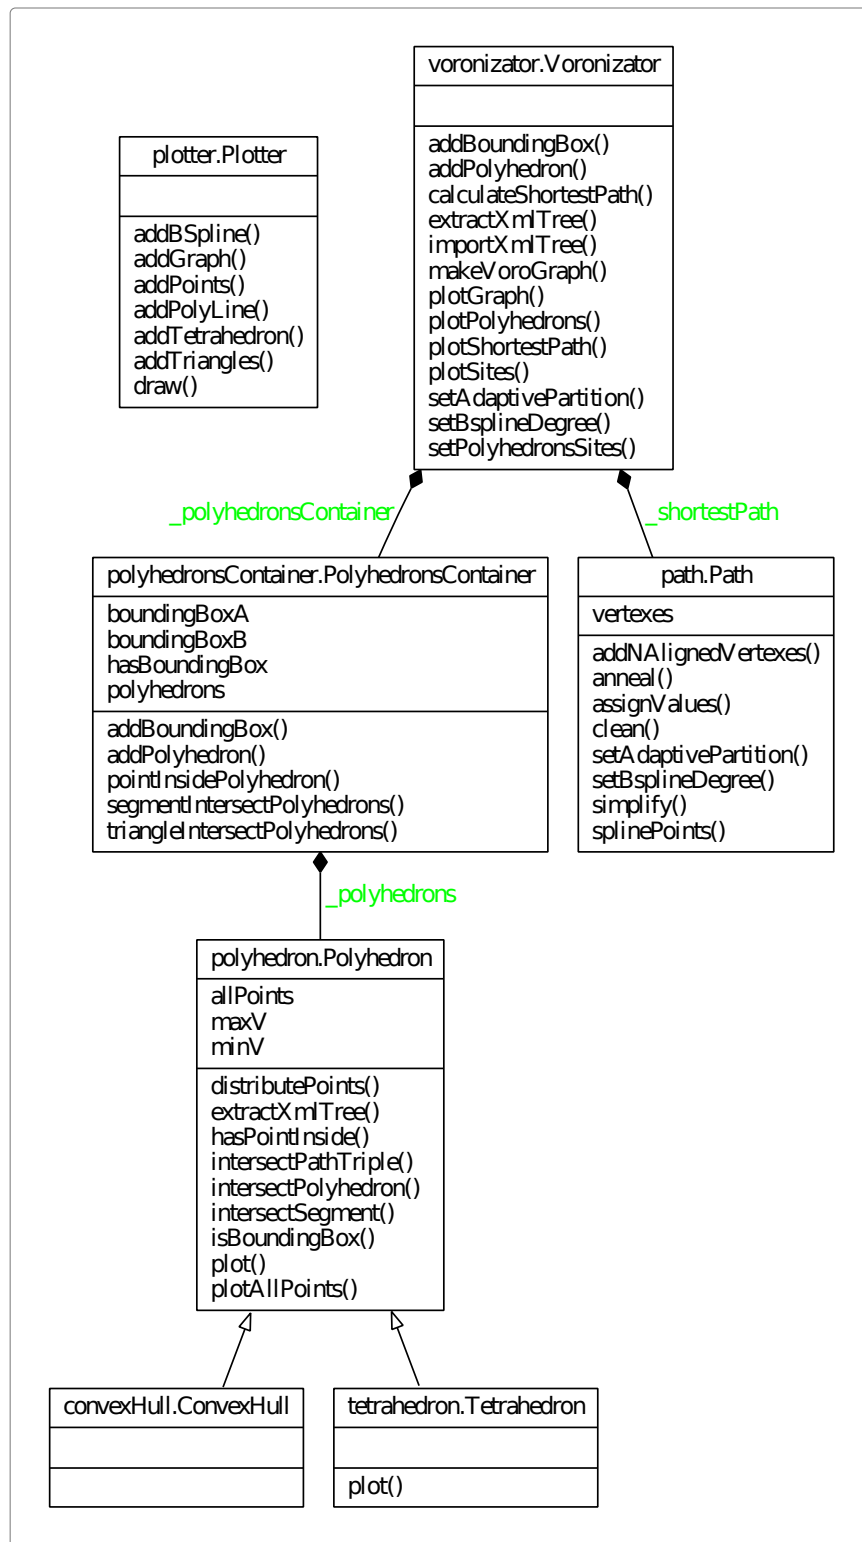 voronizator.Voronizator
addBoundingBox()
addPolyhedron()
calculateShortestPath()
extractXmlTree()
importXmlTree()
makeVoroGraph()
plotGraph()
plotPolyhedrons()
plotShortestPath()
plotSites()
setAdaptivePartition()
setBsplineDegree()
setPolyhedronsSites()
plotter.Plotter
addBSpline()
addGraph()
addPoints()
addPolyLine()
addTetrahedron()
addTriangles()
draw()
_polyhedronsContainer
_shortestPath
polyhedronsContainer.PolyhedronsContainer
boundingBoxA
boundingBoxB
hasBoundingBox
polyhedrons
addBoundingBox()
addPolyhedron()
pointInsidePolyhedron()
segmentIntersectPolyhedrons()
triangleIntersectPolyhedrons()
path.Path
vertexes
addNAlignedVertexes()
anneal()
assignValues()
clean()
setAdaptivePartition()
setBsplineDegree()
simplify()
splinePoints()
_polyhedrons
polyhedron.Polyhedron
allPoints
maxV
minV
distributePoints()
extractXmlTree()
hasPointInside()
intersectPathTriple()
intersectPolyhedron()
intersectSegment()
isBoundingBox()
plot()
plotAllPoints()
convexHull.ConvexHull
tetrahedron.Tetrahedron
plot()